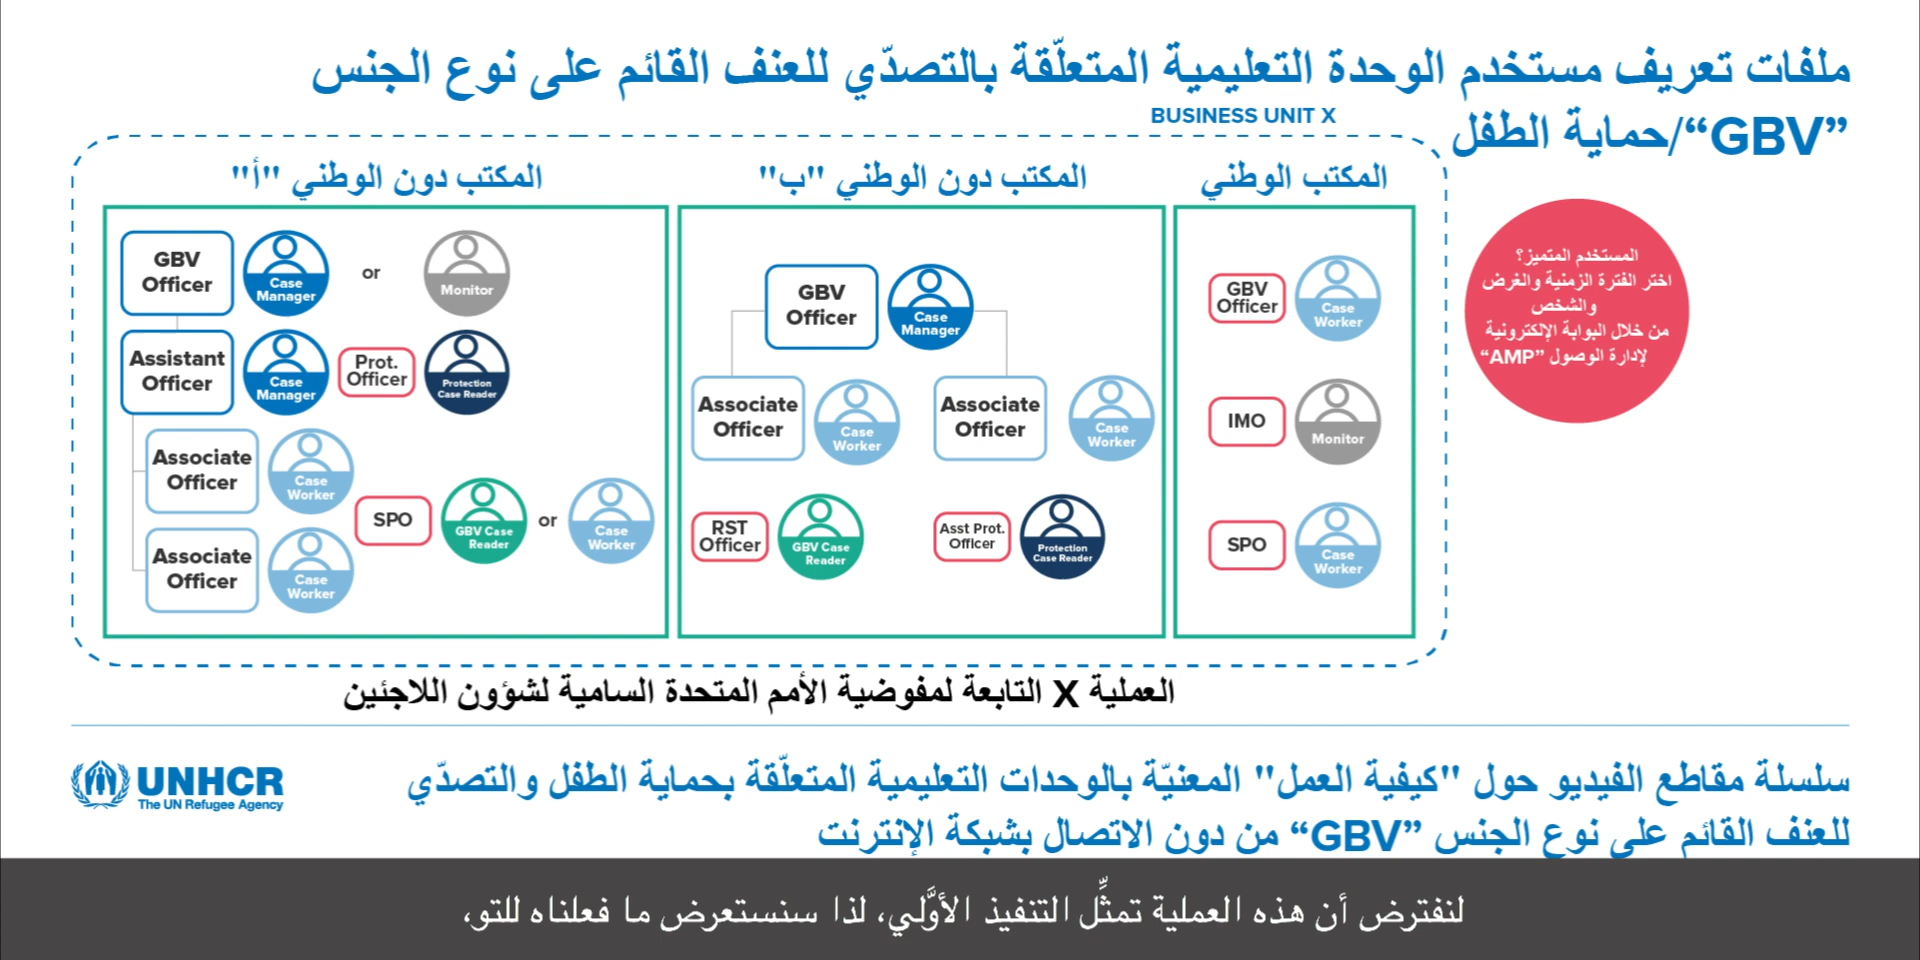 ملفات تعريف مستخدم الوحدة التعليمية المتعلّقة بالتصدّي للعنف القائم على نوع الجنس
“GBV”/حماية الطفل
BUSINESS UNIT X
المكتب دون الوطني "أ"
GBV
Officer
Case
Manager
or
Monitor
Assistant
Officer
Case
Manager
Prot.
Officer
Protection
Case Reader
Associate
Officer
Case
Worker
SPO
GBV Case
Reader
or
Case
Worker
Associate
Officer
Case
Worker
المكتب دون الوطني "ب"
GBV
Officer
Case
Manager
Associate
Officer
Case
Worker
Associate
Officer
Case
Worker
RST
Officer
GBV Case
Reader
Asst Prot.
Officer
Protection
Case Reader
المكتب الوطني
GBV
Officer
Case
Worker
IMO
Monitor
SPO
Case
Worker
المستخدم المتميز؟
اختر الفترة الزمنية والغرض
والشخص
من خلال البوابة الإلكترونية
لإدارة الوصول “AMP”
العملية X التابعة لمفوضية الأمم المتحدة السامية لشؤون اللاجئين
UNHCR
The UN Refugee Agency
سلسلة مقاطع الفيديو حول "كيفية العمل" المعنيّة بالوحدات التعليمية المتعلّقة بحماية الطفل والتصدّي
للعنف القائم على نوع الجنس “GBV” من دون الاتصال بشبكة الإنترنت
لنفترض أن هذه العملية تمثِّل التنفيذ الأوَّلي، لذا سنستعرض ما فعلناه للتو،